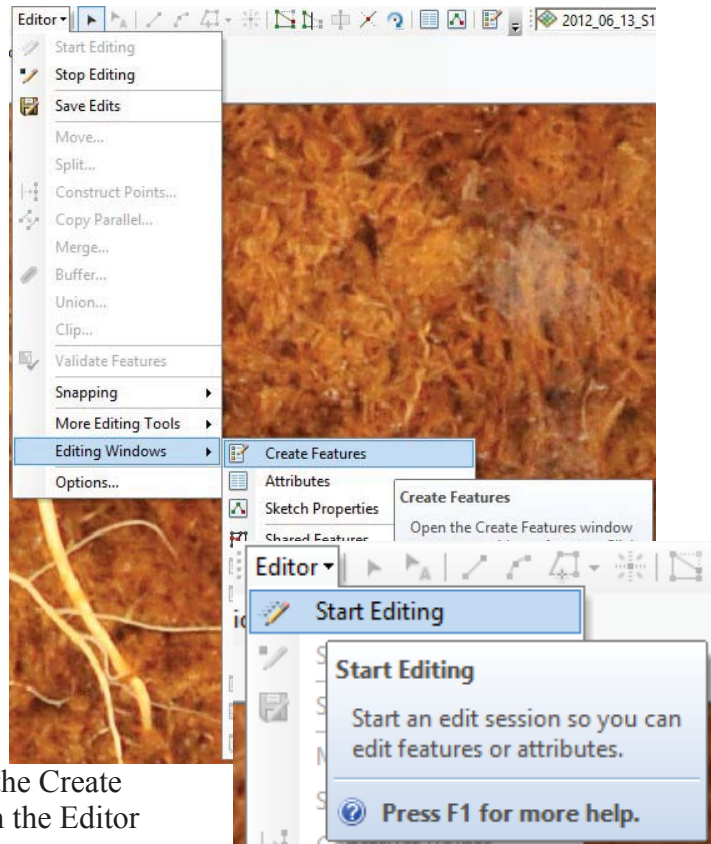 Editor
2012_06_13_S1
Start Editing
Stop Editing
Save Edits
Move...
Split...
Construct Points...
Copy Parallel...
Merge...
Buffer...
Union...
Clip...
Validate Features
Snapping
More Editing Tools
Editing Windows
Options...
Create Features
Attributes
Sketch Properties
Shared Features
Create Features
Open the Create Features window
Editor
Start Editing
Start Editing
Start an edit session so you can
edit features or attributes.
Press F1 for more help.
the Create
the Editor